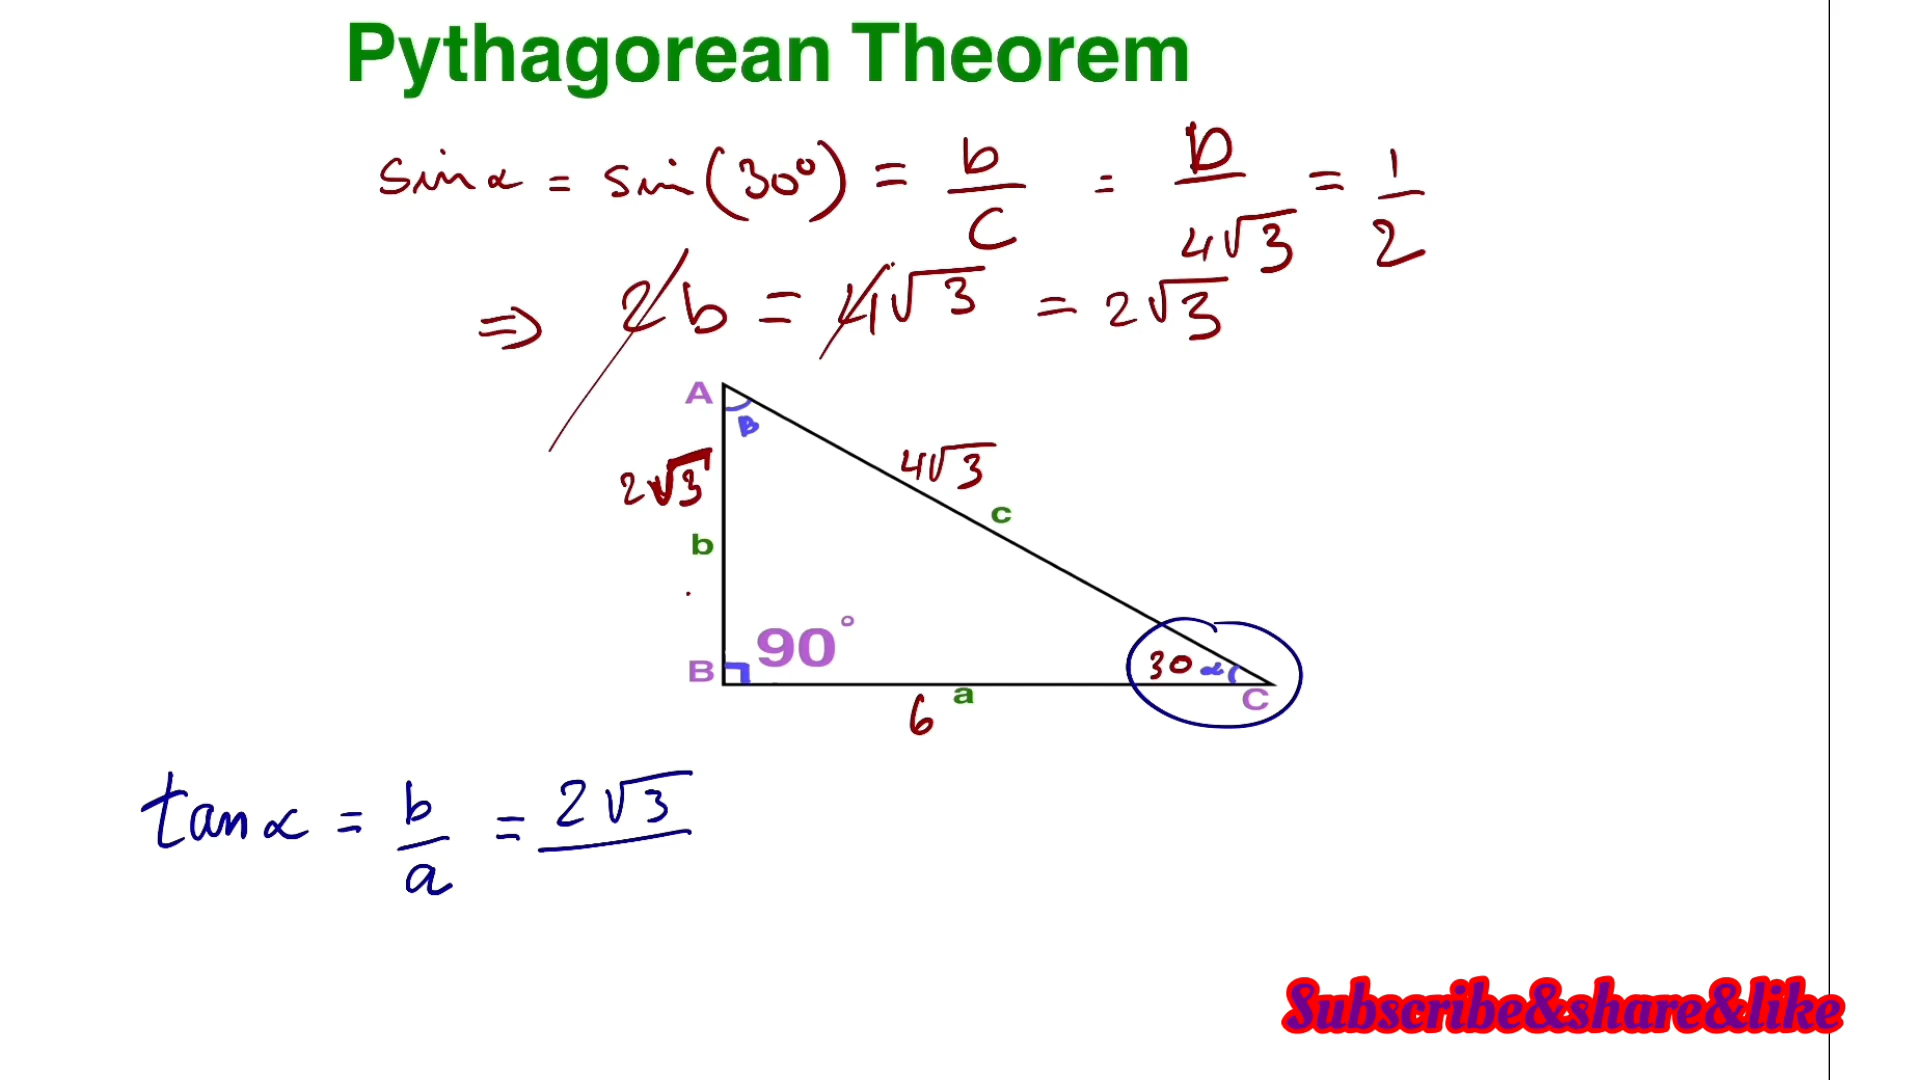 Pythagorean Theorem
sin α = sin(30°) = b/c = b/4√3 = 1/2
⇒ 2b = 4√3 = 2√3
A
B
2√3
4√3
c
b
90°
30 α
B
a
C
6
tan α = b/a = 2√3
Subscribe&share&like